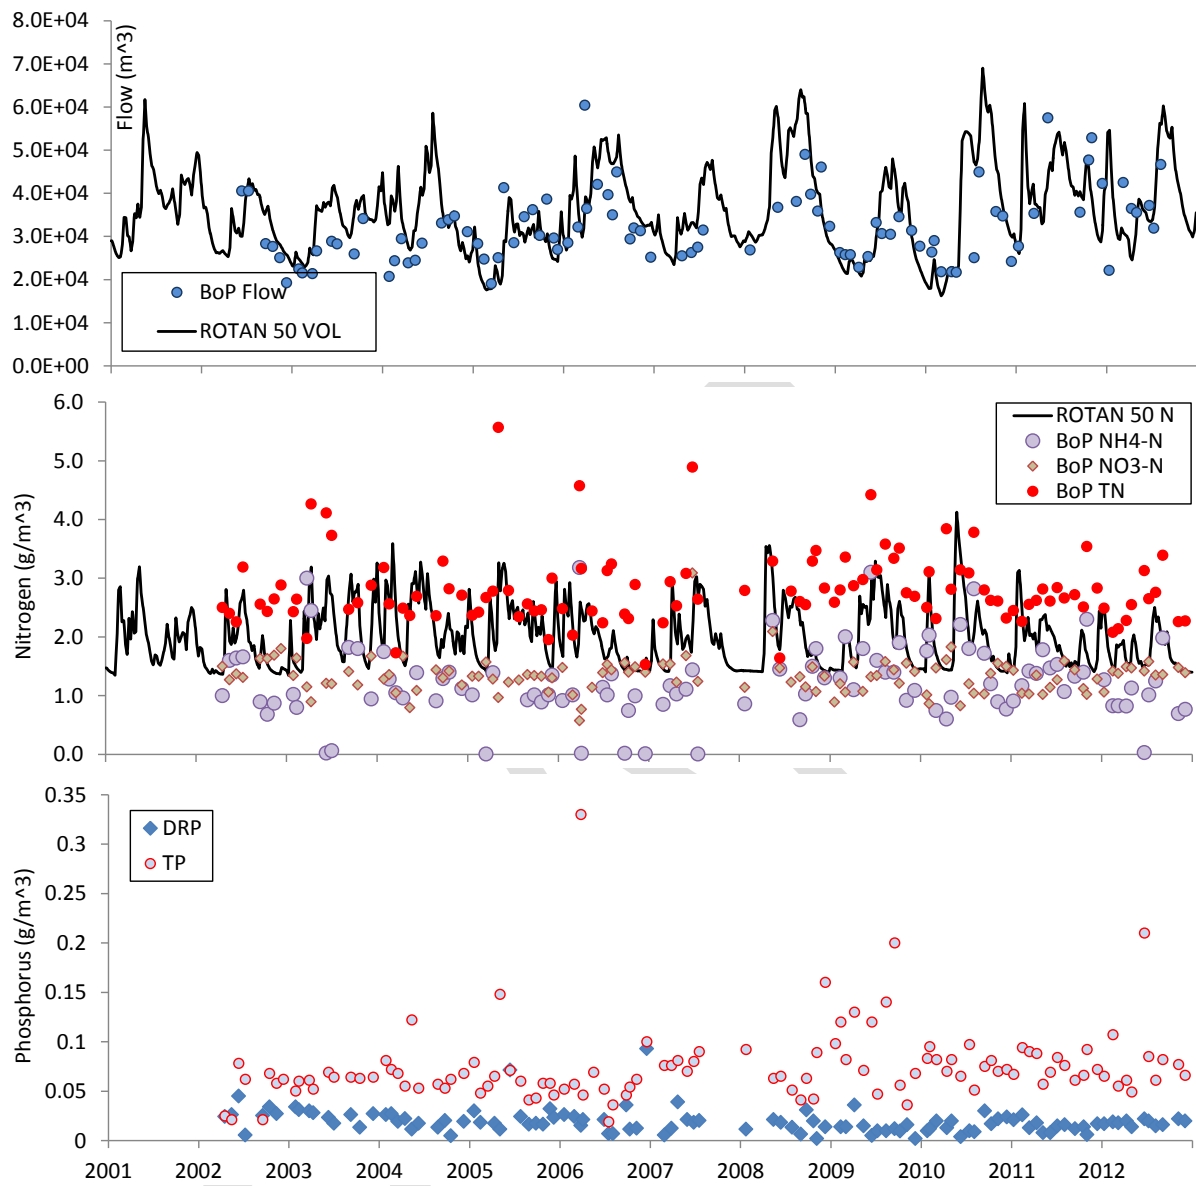 8.0E+04
7.0E+04
6.0E+04
5.0E+04
4.0E+04
3.0E+04
2.0E+04
1.0E+04
0.0E+00
Flow (m^3)
BoP Flow
ROTAN 50 VOL
6.0
5.0
4.0
3.0
2.0
1.0
0.0
Nitrogen (g/m^3)
ROTAN 50 N
BoP NH4-N
BoP NO3-N
BoP TN
0.35
0.3
0.25
0.2
0.15
0.1
0.05
0
Phosphorus (g/m^3)
DRP
TP
2001 2002 2003 2004 2005 2006 2007 2008 2009 2010 2011 2012